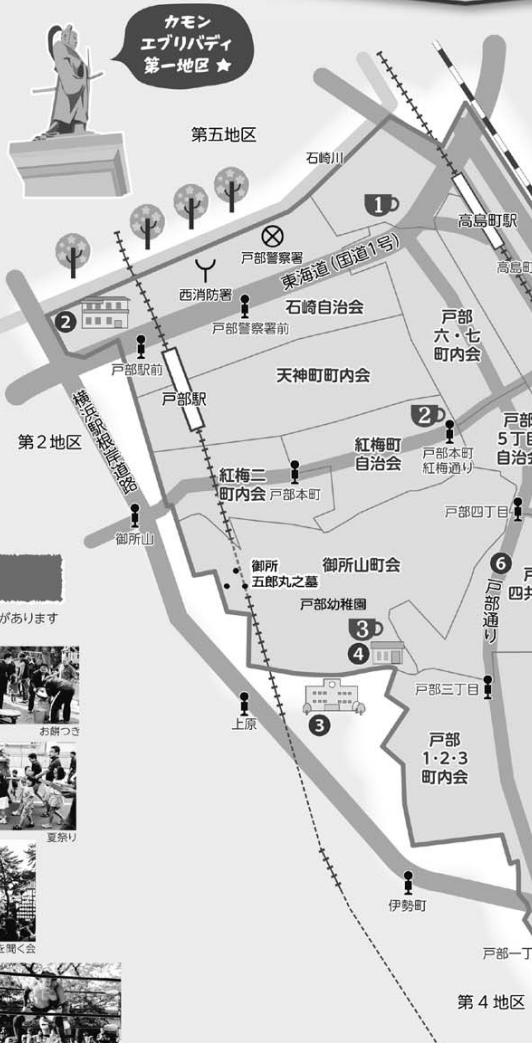 カモン
エブリバディ
第一地区 ★
第五地区
石崎川
1
高島町駅
高島町
戸部警察署
東海道(国道1号)
西消防署
石崎自治会
戸部
六・七
町内会
2
戸部警察署前
戸部駅前
戸部駅
天神町町内会
横浜駅根岸道路
第2地区
2
戸部
5丁目
自治会
紅梅町
自治会
戸部本町
紅梅通り
紅梅二
町内会
戸部本町
戸部四丁目
御所山
御所
五郎丸之墓
御所山町会
6
戸部通り
戸
四丼
があります
戸部幼稚園
3
4
お餅つき
戸部三丁目
上原
3
戸部
1・2・3
町内会
夏祭り
伊勢町
を聞く会
戸部一丁
第4地区